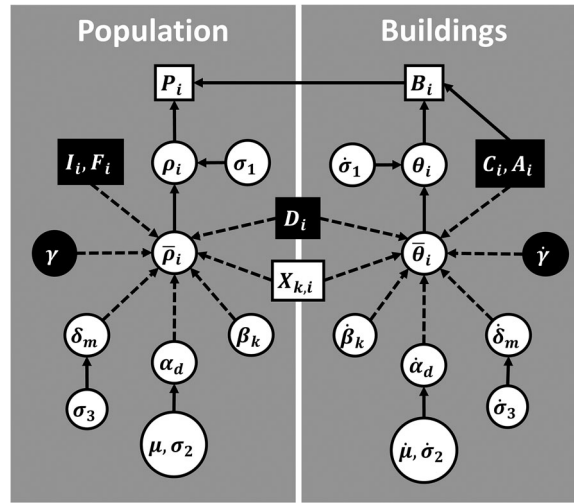 Population Buildings
P_i B_i
I_i, F_i ρ_i σ_1 σ̇_1 θ_i C_i, A_i
D_i
γ ρ̅_i θ̅_i γ̇
X_{k,i}
δ_m α_d β_k β̇_k α̇_d δ̇_m
σ_3 σ̇_3
μ, σ_2 μ̇, σ̇_2